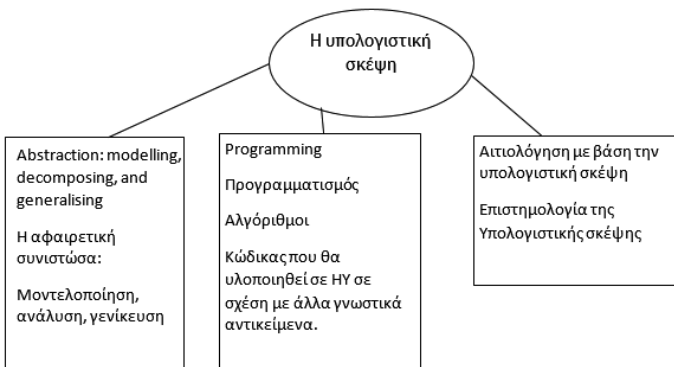 Η υπολογιστική
σκέψη
Abstraction: modelling,
decomposing, and
generalising
Η αφαιρετική
συνιστώσα:
Μοντελοποίηση,
ανάλυση, γενίκευση
Programming
Προγραμματισμός
Αλγόριθμοι
Κώδικας που θα
υλοποιηθεί σε ΗΥ σε
σχέση με άλλα γνωστικά
αντικείμενα.
Αιτιολόγηση με βάση την
υπολογιστική σκέψη
Επιστημολογία της
Υπολογιστικής σκέψης